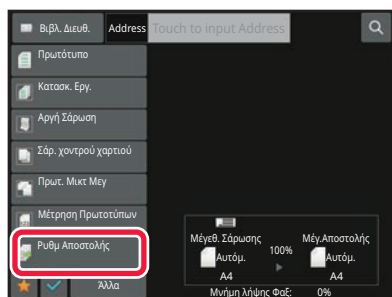 Βιβλ. Διευθ.
Address
Touch to input Address
Πρωτότυπο
Κατασκ. Εργ.
Αργή Σάρωση
Σάρ. χοντρού χαρτιού
Πρωτ. Μικτ Μεγ
Μέτρηση Πρωτοτύπων
Ρυθμ Αποστολής
Άλλα
Μέγεθ. Σάρωσης
100%
Μέγ.Αποστολής
Αυτόμ.
Αυτόμ.
A4
A4
Μνήμη λήψης Φαξ:
0%